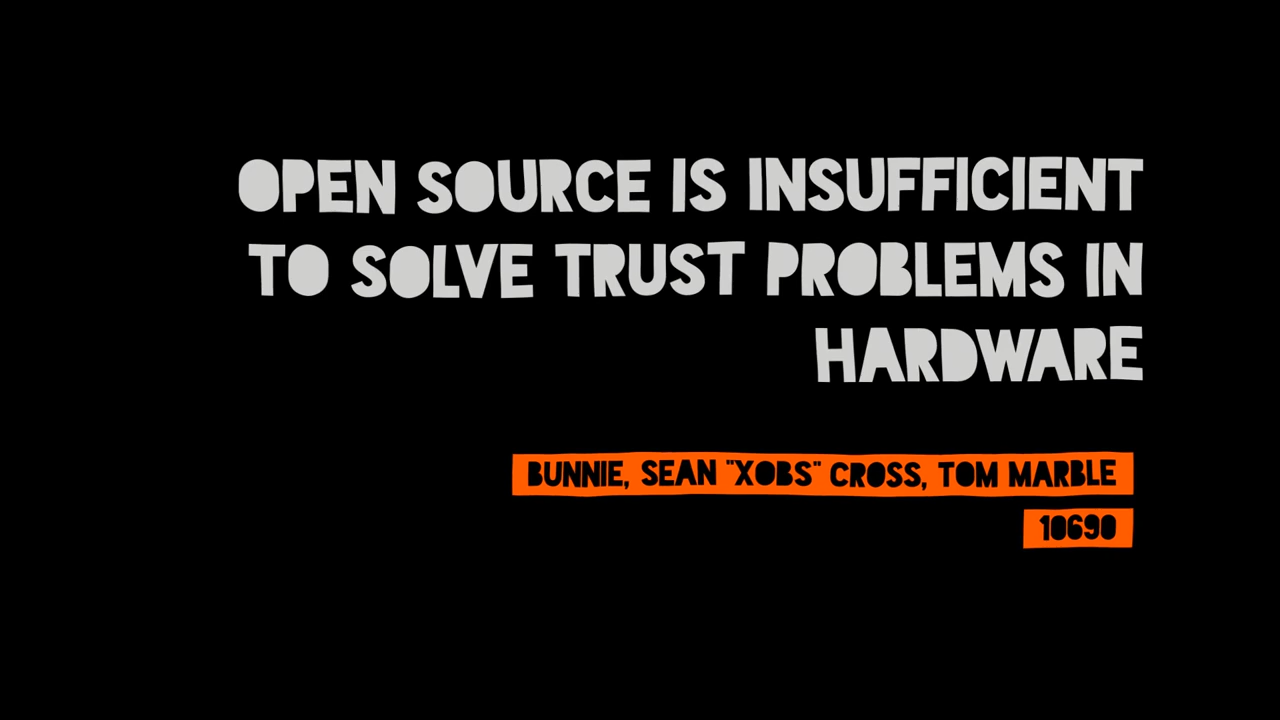 OPEN SOURCE IS INSUFFICIENT
TO SOLVE TRUST PROBLEMS IN
HARDWARE
BUNNIE, SEAN "XOBS" CROSS, TOM MARBLE
10690